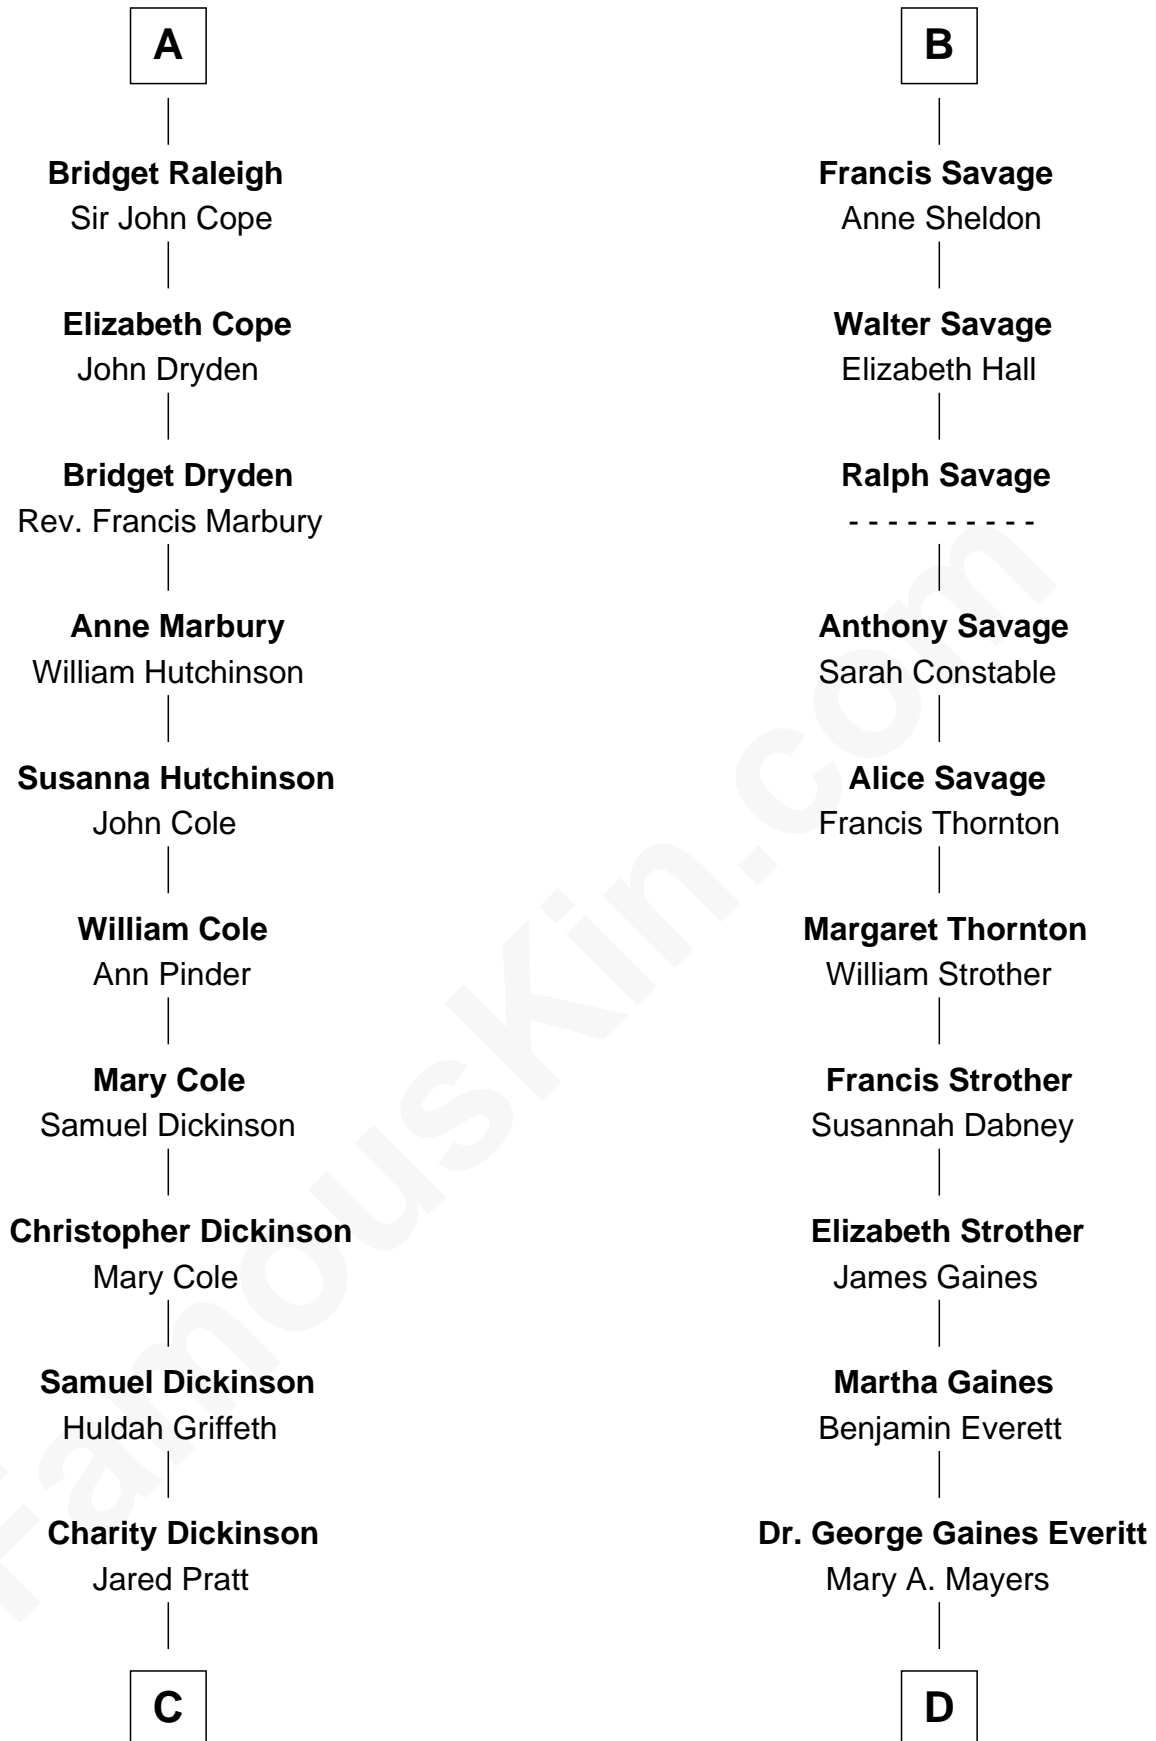 A
Bridget Raleigh
Sir John Cope
Elizabeth Cope
John Dryden
Bridget Dryden
Rev. Francis Marbury
Anne Marbury
William Hutchinson
Susanna Hutchinson
John Cole
William Cole
Ann Pinder
Mary Cole
Samuel Dickinson
Christopher Dickinson
Mary Cole
Samuel Dickinson
Huldah Griffeth
Charity Dickinson
Jared Pratt
C
B
Francis Savage
Anne Sheldon
Walter Savage
Elizabeth Hall
Ralph Savage
- - - - - - - - - -
Anthony Savage
Sarah Constable
Alice Savage
Francis Thornton
Margaret Thornton
William Strother
Francis Strother
Susannah Dabney
Elizabeth Strother
James Gaines
Martha Gaines
Benjamin Everett
Dr. George Gaines Everitt
Mary A. Mayers
D
FamousKin.com